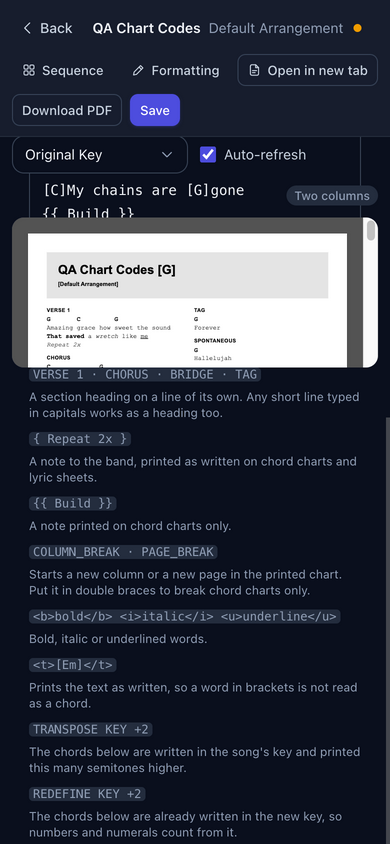 Back
QA Chart Codes Default Arrangement
Sequence
Formatting
Open in new tab
Download PDF
Save
Original Key
Auto-refresh
[C]My chains are [G]gone
Two columns
{{ Build }}
QA Chart Codes [G]
[Default Arrangement]
VERSE 1
G C G
Amazing grace how sweet the sound
That saved a wretch like me
Repeat 2x
CHORUS
C G
TAG
G
Forever
SPONTANEOUS
G
Hallelujah
VERSE 1 · CHORUS · BRIDGE · TAG
A section heading on a line of its own. Any short line typed
in capitals works as a heading too.
{ Repeat 2x }
A note to the band, printed as written on chord charts and
lyric sheets.
{{ Build }}
A note printed on chord charts only.
COLUMN_BREAK · PAGE_BREAK
Starts a new column or a new page in the printed chart.
Put it in double braces to break chord charts only.
<b>bold</b> <i>italic</i> <u>underline</u>
Bold, italic or underlined words.
<t>[Em]</t>
Prints the text as written, so a word in brackets is not read
as a chord.
TRANSPOSE KEY +2
The chords below are written in the song's key and printed
this many semitones higher.
REDEFINE KEY +2
The chords below are already written in the new key, so
numbers and numerals count from it.